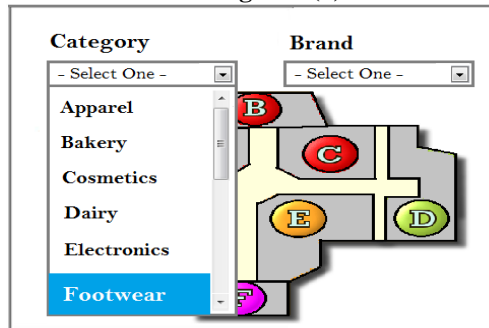 Category
Brand
- Select One -
- Select One -
Apparel
Bakery
Cosmetics
Dairy
Electronics
Footwear
B
C
E
D
F